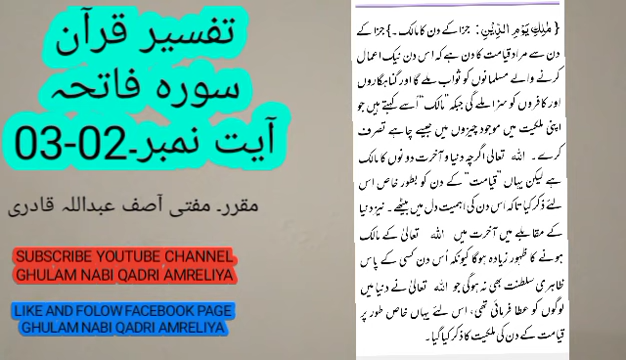 تفسیر قرآن
سورہ فاتحہ
آیت نمبر۔02-03
مقرر۔ مفتی آصف عبداللہ قادری
SUBSCRIBE YOUTUBE CHANNEL
GHULAM NABI QADRI AMRELIYA
LIKE AND FOLOW FACEBOOK PAGE
GHULAM NABI QADRI AMRELIYA
{مٰلِكِ یَوْمِ الدِّیْنِ: جزا کے دن کا مالک۔} جزا کے
دن سے مراد قیامت کا دن ہے کہ اس دن نیک اعمال
کرنے والے مسلمانوں کو ثواب ملے گا اور گناہگاروں
اور کافروں کو سزا ملے گی جبکہ ”مالک“ اُسے کہتے ہیں جو
اپنی ملکیت میں موجود چیزوں میں جیسے چاہے تصرف
کرے۔ اللہ تعالیٰ اگرچہ دنیا و آخرت دونوں کا مالک
ہے لیکن یہاں ”قیامت“ کے دن کو بطور خاص اس
لئے ذکر کیا تاکہ اس دن کی اہمیت دل میں بیٹھے۔ نیز دنیا
کے مقابلے میں آخرت میں اللہ تعالیٰ کے مالک
ہونے کا ظہور زیادہ ہوگا کیونکہ اُس دن کسی کے پاس
ظاہری سلطنت بھی نہ ہوگی جو اللہ تعالیٰ نے دنیا میں
لوگوں کو عطا فرمائی تھی، اس لئے یہاں خاص طور پر
قیامت کے دن کی ملکیت کا ذکر کیا گیا۔